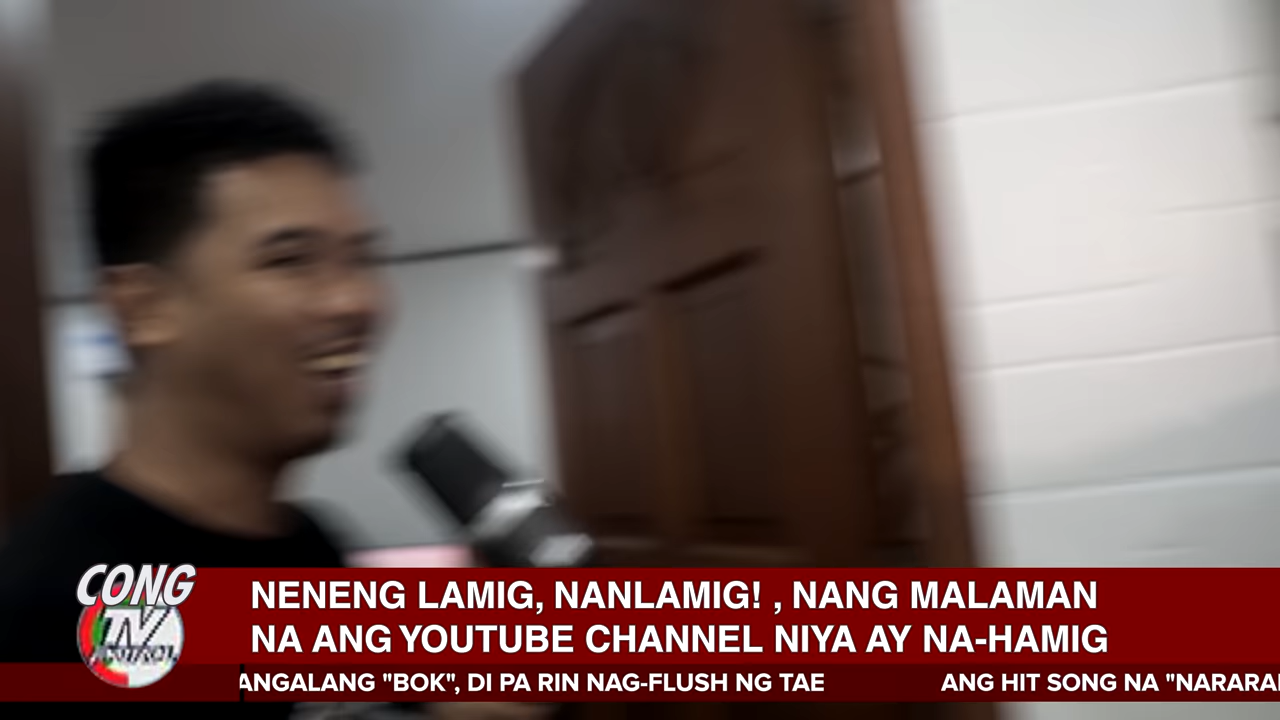 NENENG LAMIG, NANLAMIG! , NANG MALAMAN
NA ANG YOUTUBE CHANNEL NIYA AY NA-HAMIG
CONG
TV
ANGALANG "BOK", DI PA RIN NAG-FLUSH NG TAE
ANG HIT SONG NA "NARARA